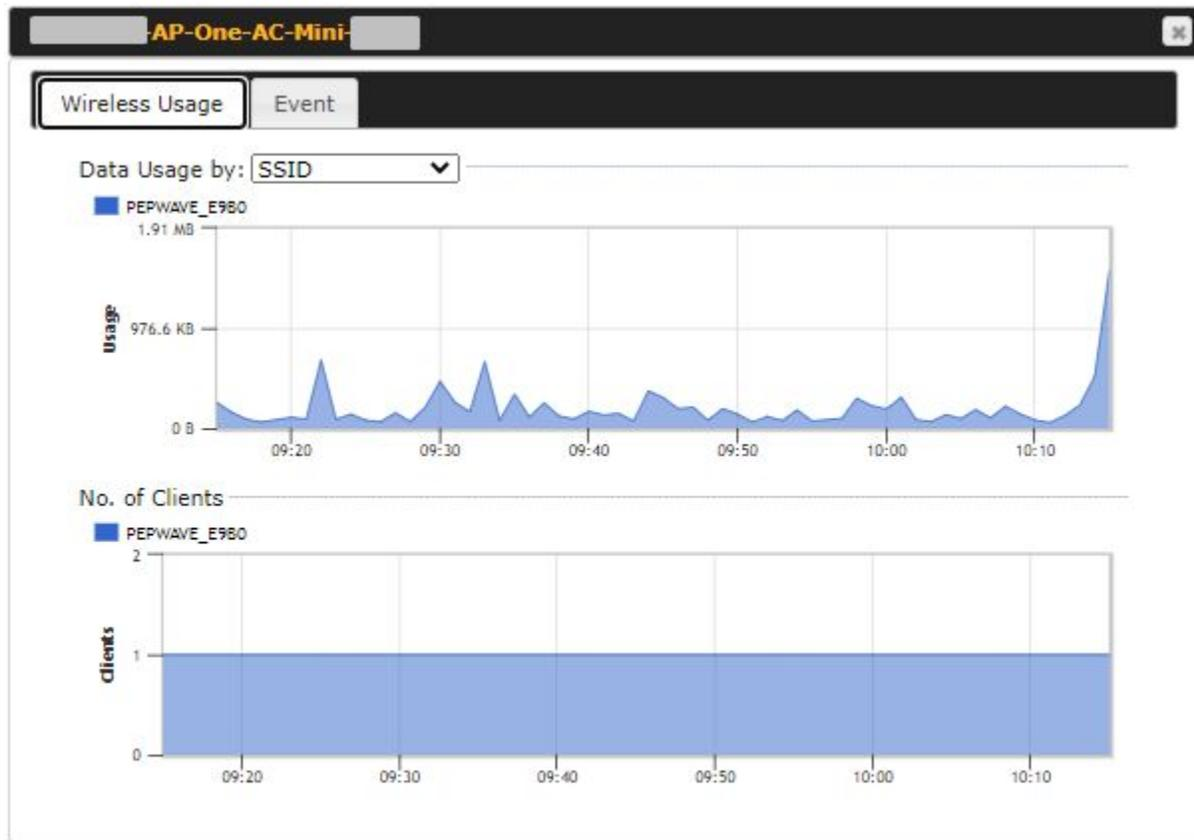 -AP-One-AC-Mini-
Wireless Usage Event
Data Usage by: SSID
PEPWAVE_E980
1.91 MB
976.6 KB
0 B
Usage
09:20 09:30 09:40 09:50 10:00 10:10
No. of Clients
PEPWAVE_E980
2
1
0
clients
09:20 09:30 09:40 09:50 10:00 10:10